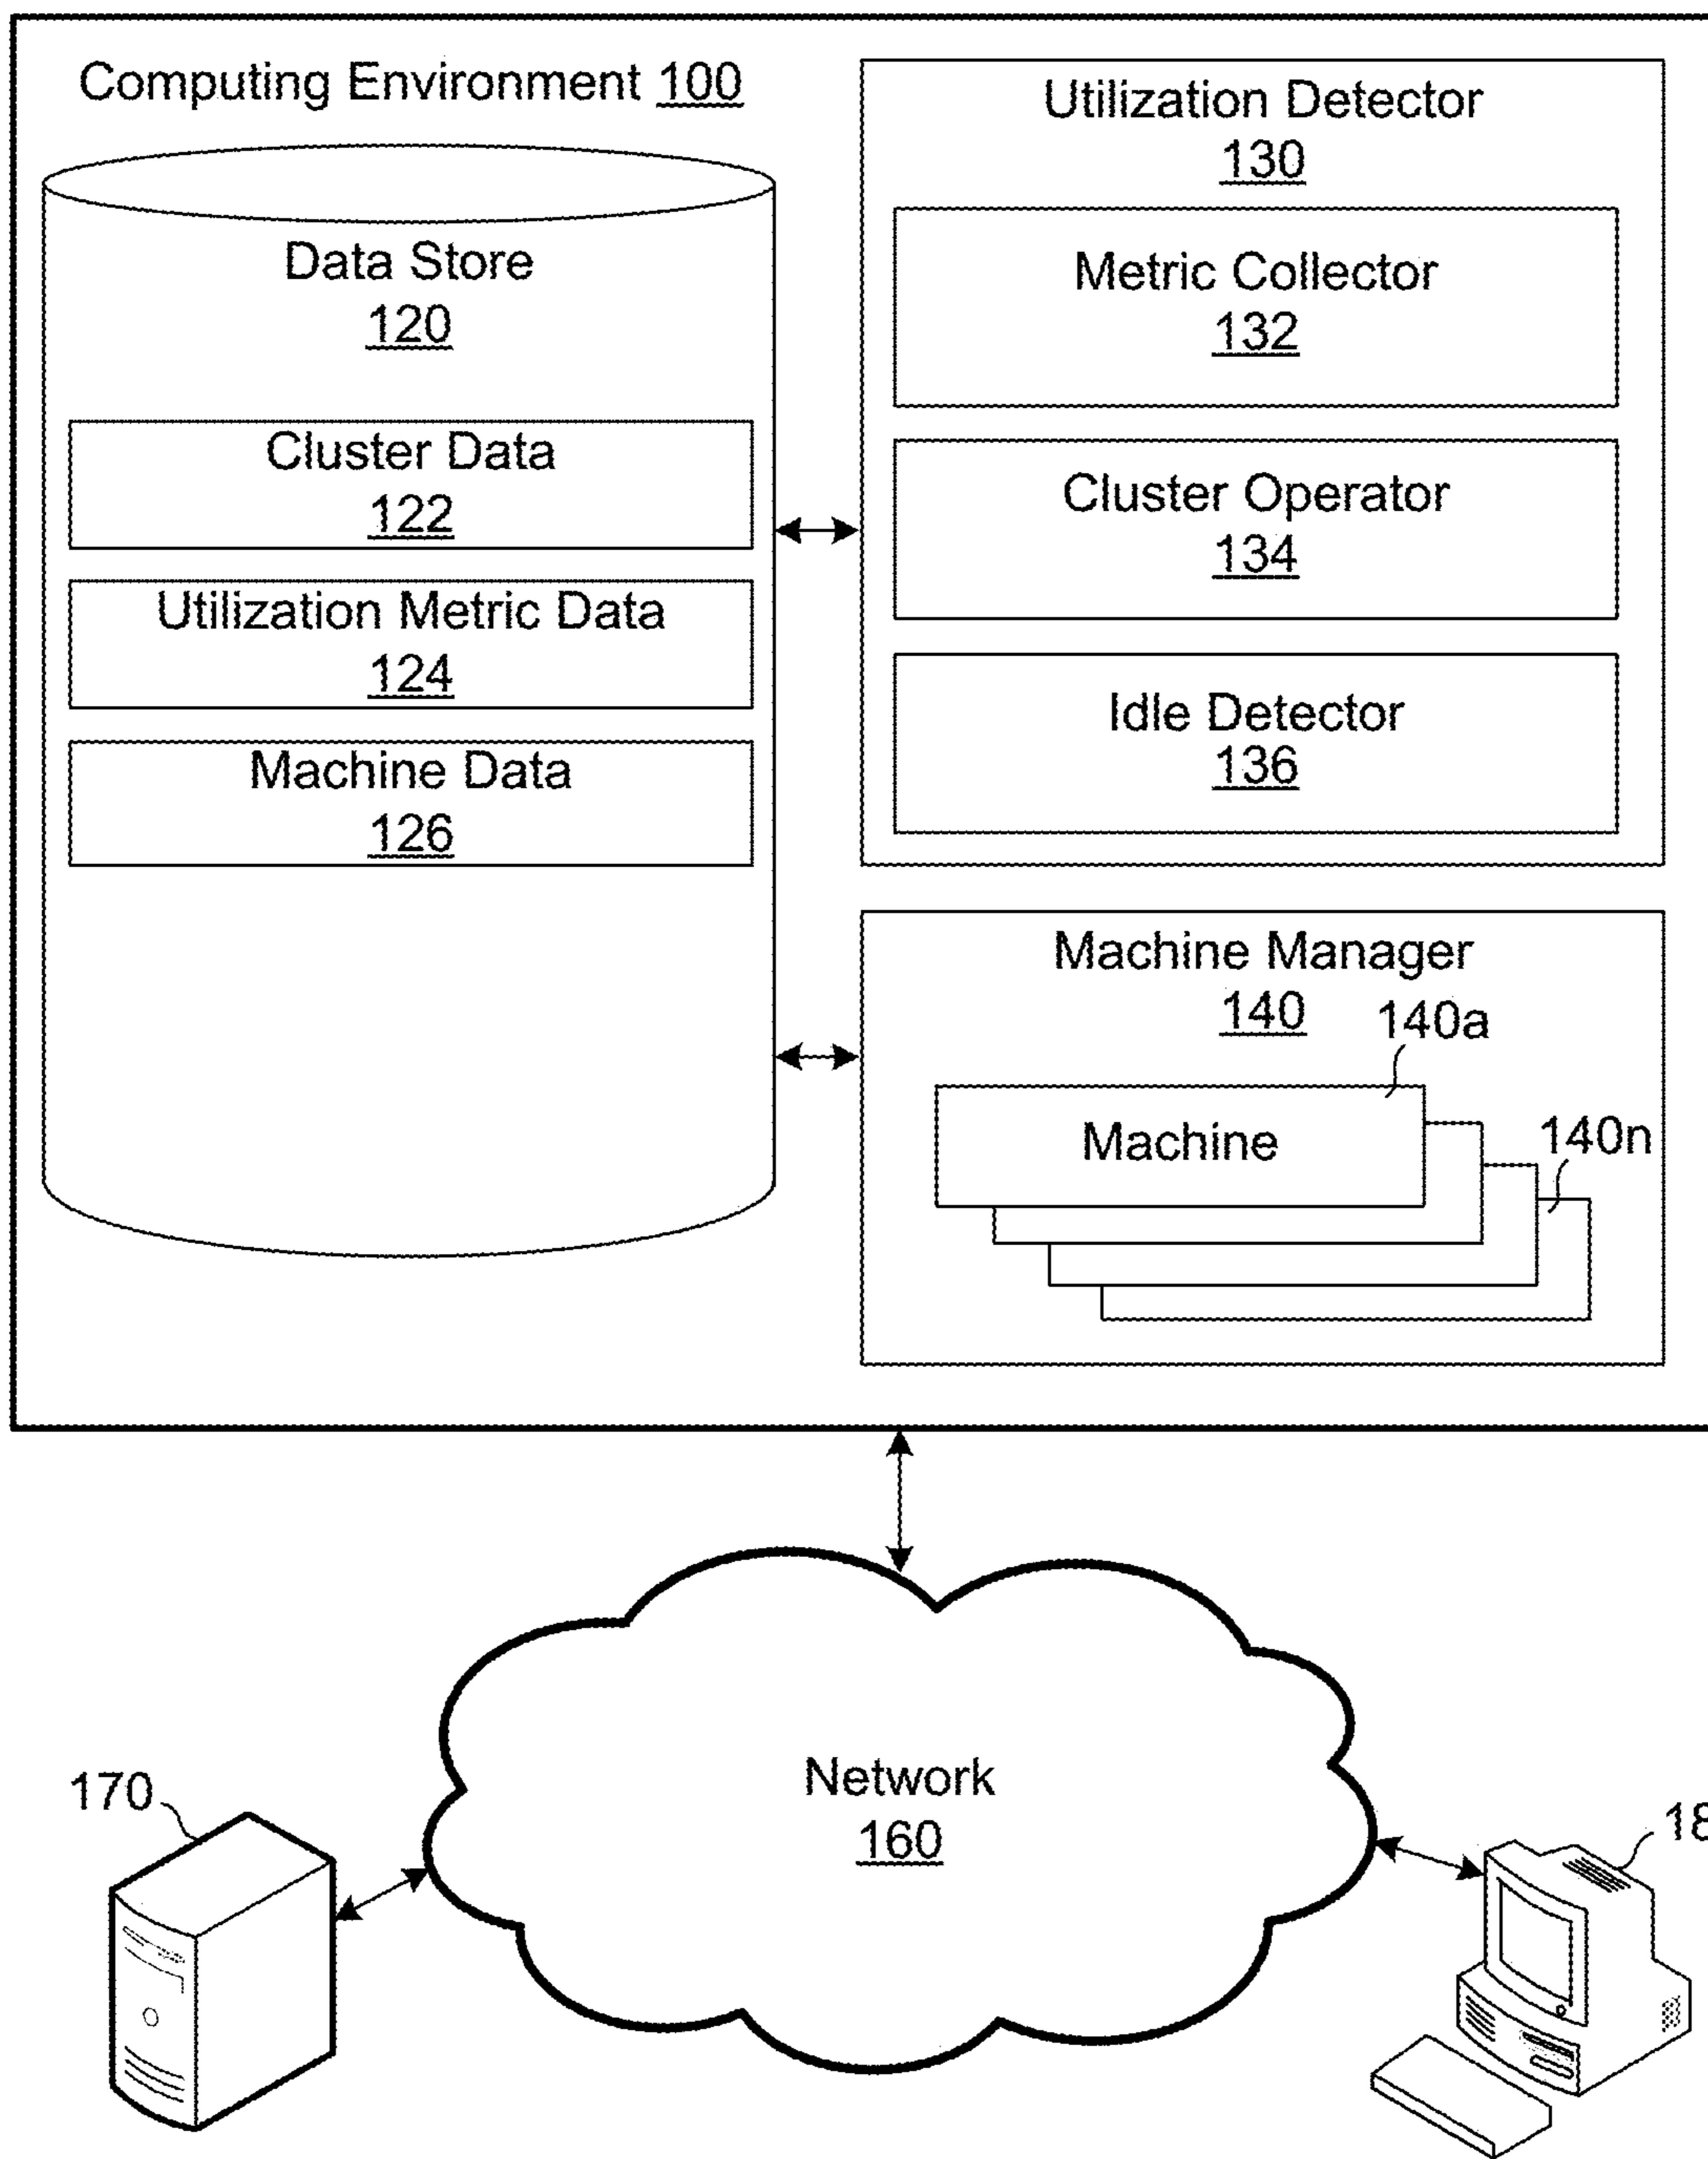 Computing Environment 100
Data Store
120
Cluster Data
122
Utilization Metric Data
124
Machine Data
126
Utilization Detector
130
Metric Collector
132
Cluster Operator
134
Idle Detector
136
Machine Manager
140
140a
Machine
140n
Network
160
170